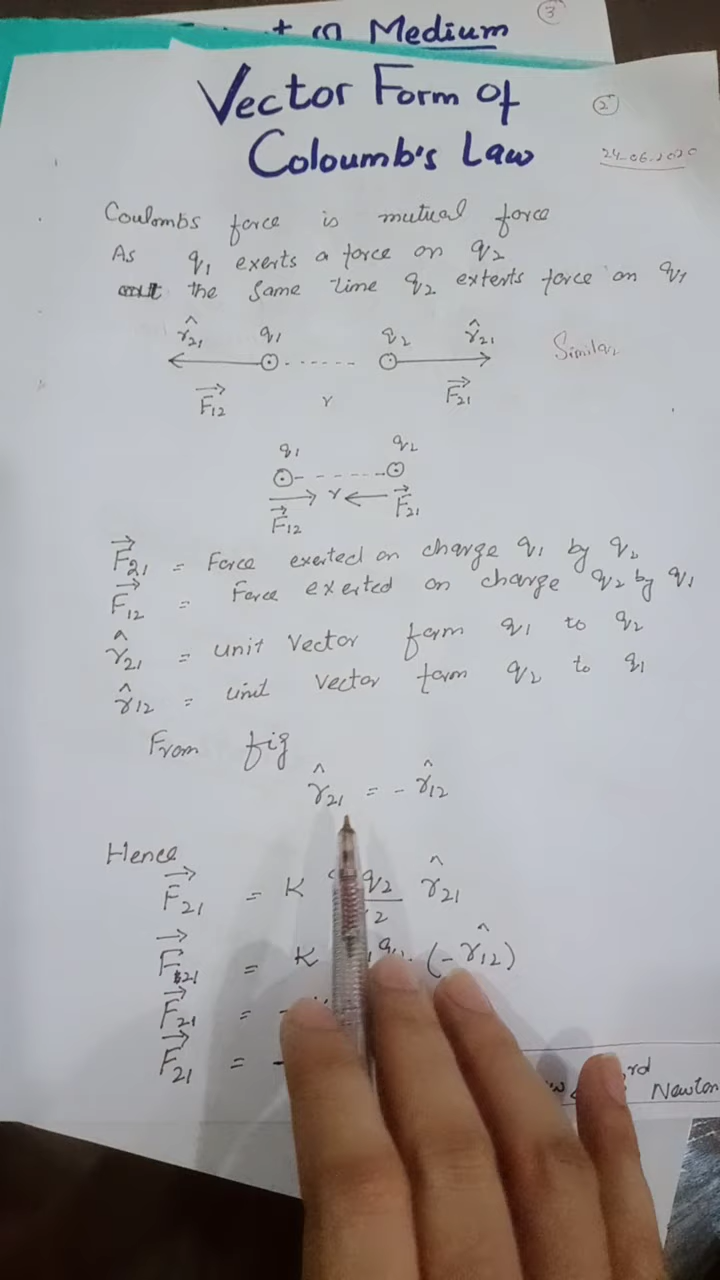 ③
t in Medium
Vector Form of
②
Coloumb's Law
24-06-2020
Coulombs force is mutual force
As q₁ exerts a force on q₂
the same time q₂ exterts force on q₁
r̂₂₁ q₁ q₂ r̂₂₁
F⃗₁₂ r F⃗₂₁
q₁ q₂
r
F⃗₁₂ F⃗₂₁
F⃗₂₁ = Force exerted on charge q₁ by q₂
F⃗₁₂ = Force exerted on charge q₂ by q₁
r̂₂₁ = unit Vector form q₁ to q₂
r̂₁₂ = unit vector form q₂ to q₁
From fig
r̂₂₁ = - r̂₁₂
Hence
F⃗₂₁ = K q₂ r̂₂₁
F⃗₂₁ = K (- r̂₁₂)
F⃗₂₁ = -
F⃗₂₁ = -
rd
Newton